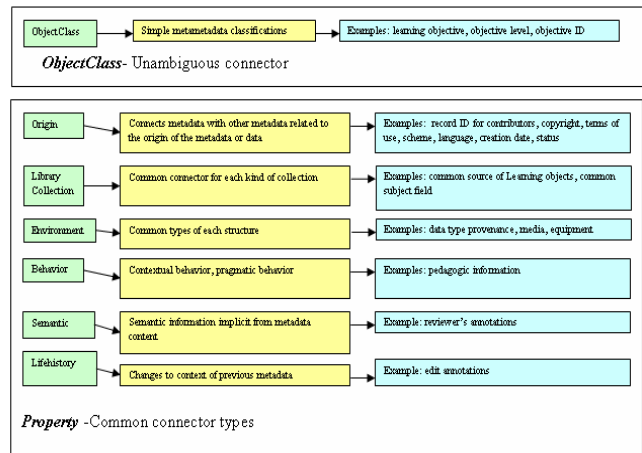 ObjectClass
Simple metametadata classifications
Examples: learning objective, objective level, objective ID
ObjectClass- Unambiguous connector
Origin
Connects metadata with other metadata related to
the origin of the metadata or data
Examples: record ID for contributors, copyright, terms of
use, scheme, language, creation date, status
Library
Collection
Common connector for each kind of collection
Examples: common source of Learning objects, common
subject field
Environment
Common types of each structure
Examples: data type provenance, media, equipment
Behavior
Contextual behavior, pragmatic behavior
Examples: pedagogic information
Semantic
Semantic information implicit from metadata
content
Example: reviewer's annotations
Lifehistory
Changes to context of previous metadata
Example: edit annotations
Property -Common connector types